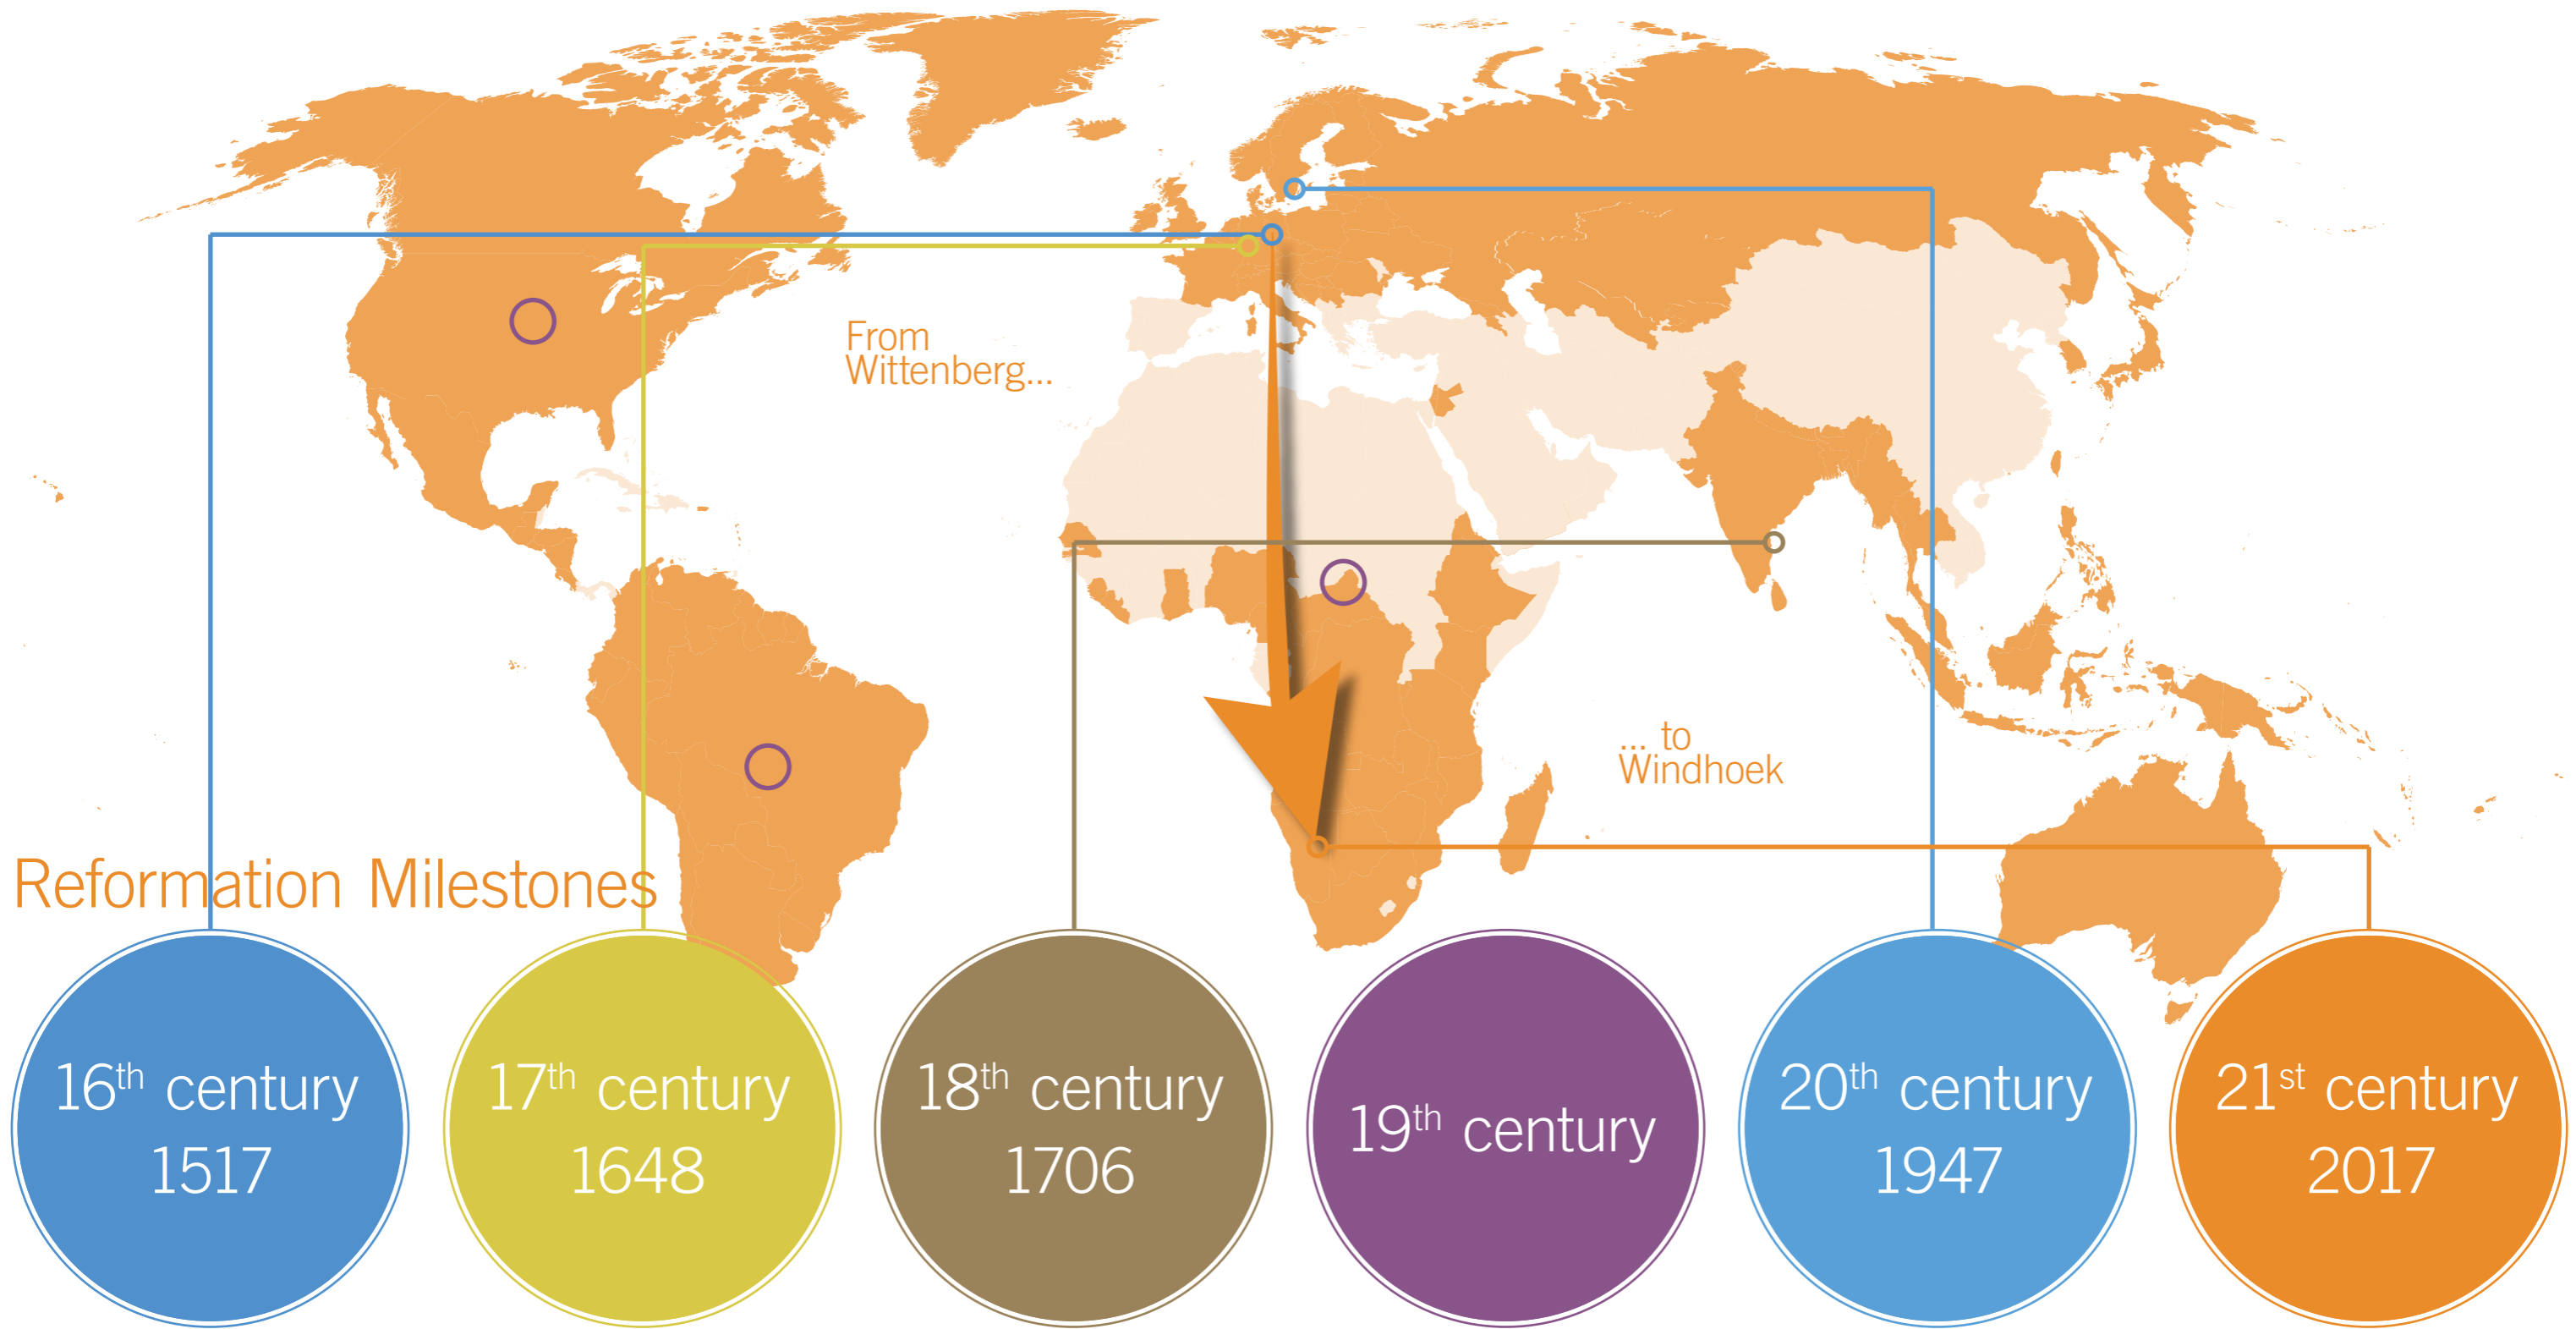 From
Wittenberg...
... to
Windhoek
Reformation Milestones
16th century
1517
17th century
1648
18th century
1706
19th century
20th century
1947
21st century
2017